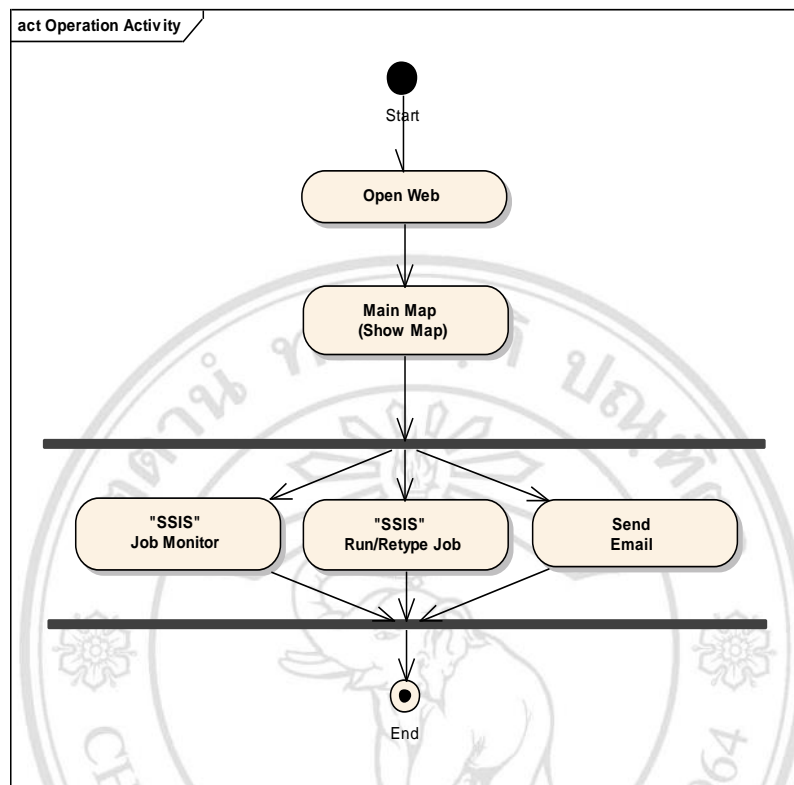 act Operation Activity
Start
Open Web
Main Map
(Show Map)
"SSIS"
Job Monitor
"SSIS"
Run/Retype Job
Send
Email
End